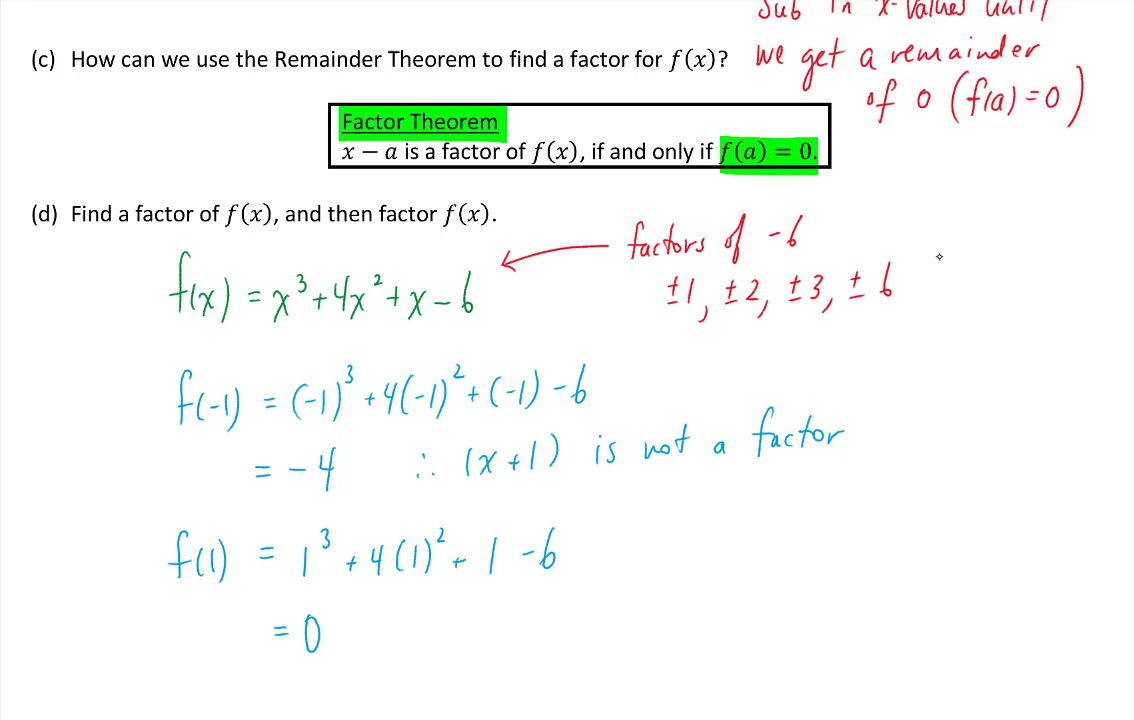 Sub in x-values until
(c) How can we use the Remainder Theorem to find a factor for f(x)? we get a remainder
of 0 (f(a)=0)
Factor Theorem
x − a is a factor of f(x), if and only if f(a) = 0.
(d) Find a factor of f(x), and then factor f(x).
factors of -6
±1, ±2, ±3, ±6
f(x) = x³+4x²+x-6
f(-1) = (-1)³+4(-1)²+(-1)-6
= -4 ∴ (x+1) is not a factor
f(1) = 1³+4(1)²+1-6
= 0